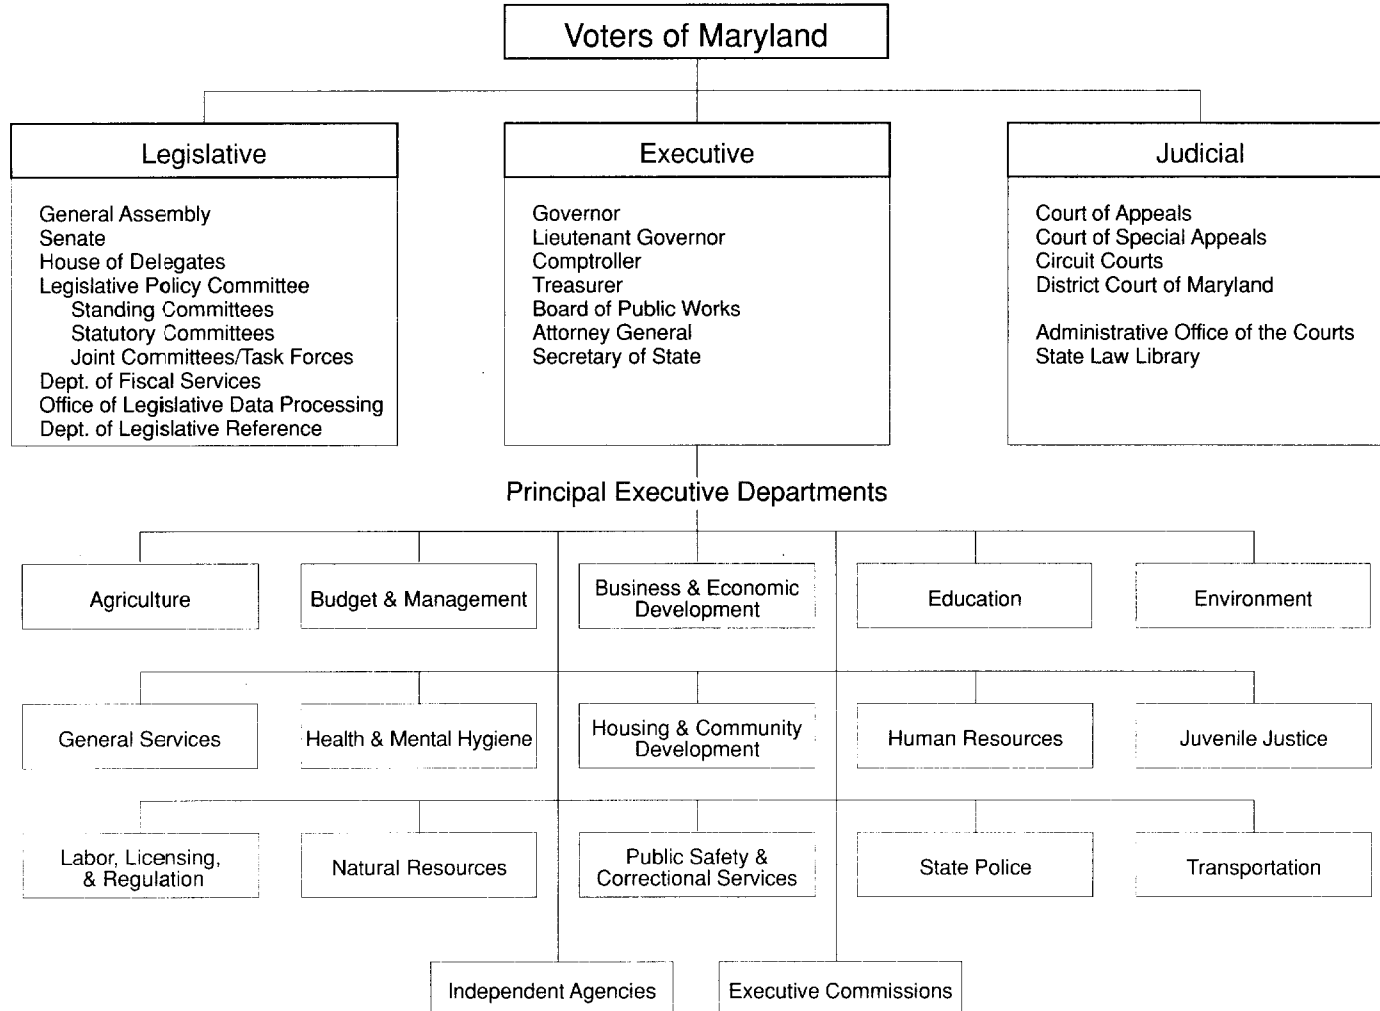 Voters of Maryland
Legislative
General Assembly
Senate
House of Delegates
Legislative Policy Committee
Standing Committees
Statutory Committees
Joint Committees/Task Forces
Dept. of Fiscal Services
Office of Legislative Data Processing
Dept. of Legislative Reference
Executive
Governor
Lieutenant Governor
Comptroller
Treasurer
Board of Public Works
Attorney General
Secretary of State
Judicial
Court of Appeals
Court of Special Appeals
Circuit Courts
District Court of Maryland
Administrative Office of the Courts
State Law Library
Principal Executive Departments
Agriculture
Budget & Management
Business & Economic
Development
Education
Environment
General Services
Health & Mental Hygiene
Housing & Community
Development
Human Resources
Juvenile Justice
Labor, Licensing,
& Regulation
Natural Resources
Public Safety &
Correctional Services
State Police
Transportation
Independent Agencies
Executive Commissions